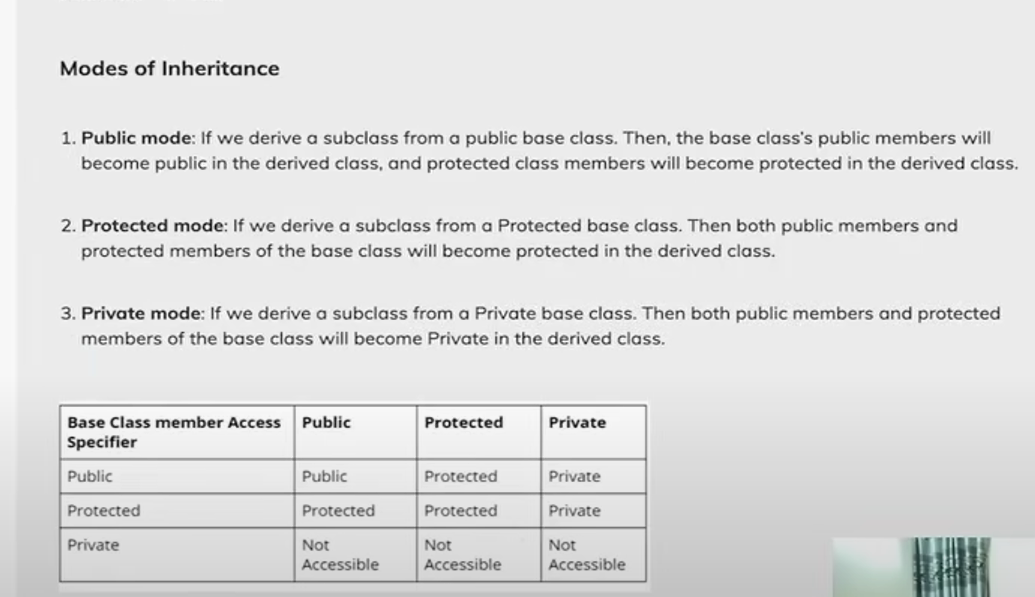 Modes of Inheritance
1. Public mode: If we derive a subclass from a public base class. Then, the base class's public members will
become public in the derived class, and protected class members will become protected in the derived class.
2. Protected mode: If we derive a subclass from a Protected base class. Then both public members and
protected members of the base class will become protected in the derived class.
3. Private mode: If we derive a subclass from a Private base class. Then both public members and protected
members of the base class will become Private in the derived class.
Base Class member Access Specifier Public Protected Private
Public Public Protected Private
Protected Protected Protected Private
Private Not Accessible Not Accessible Not Accessible